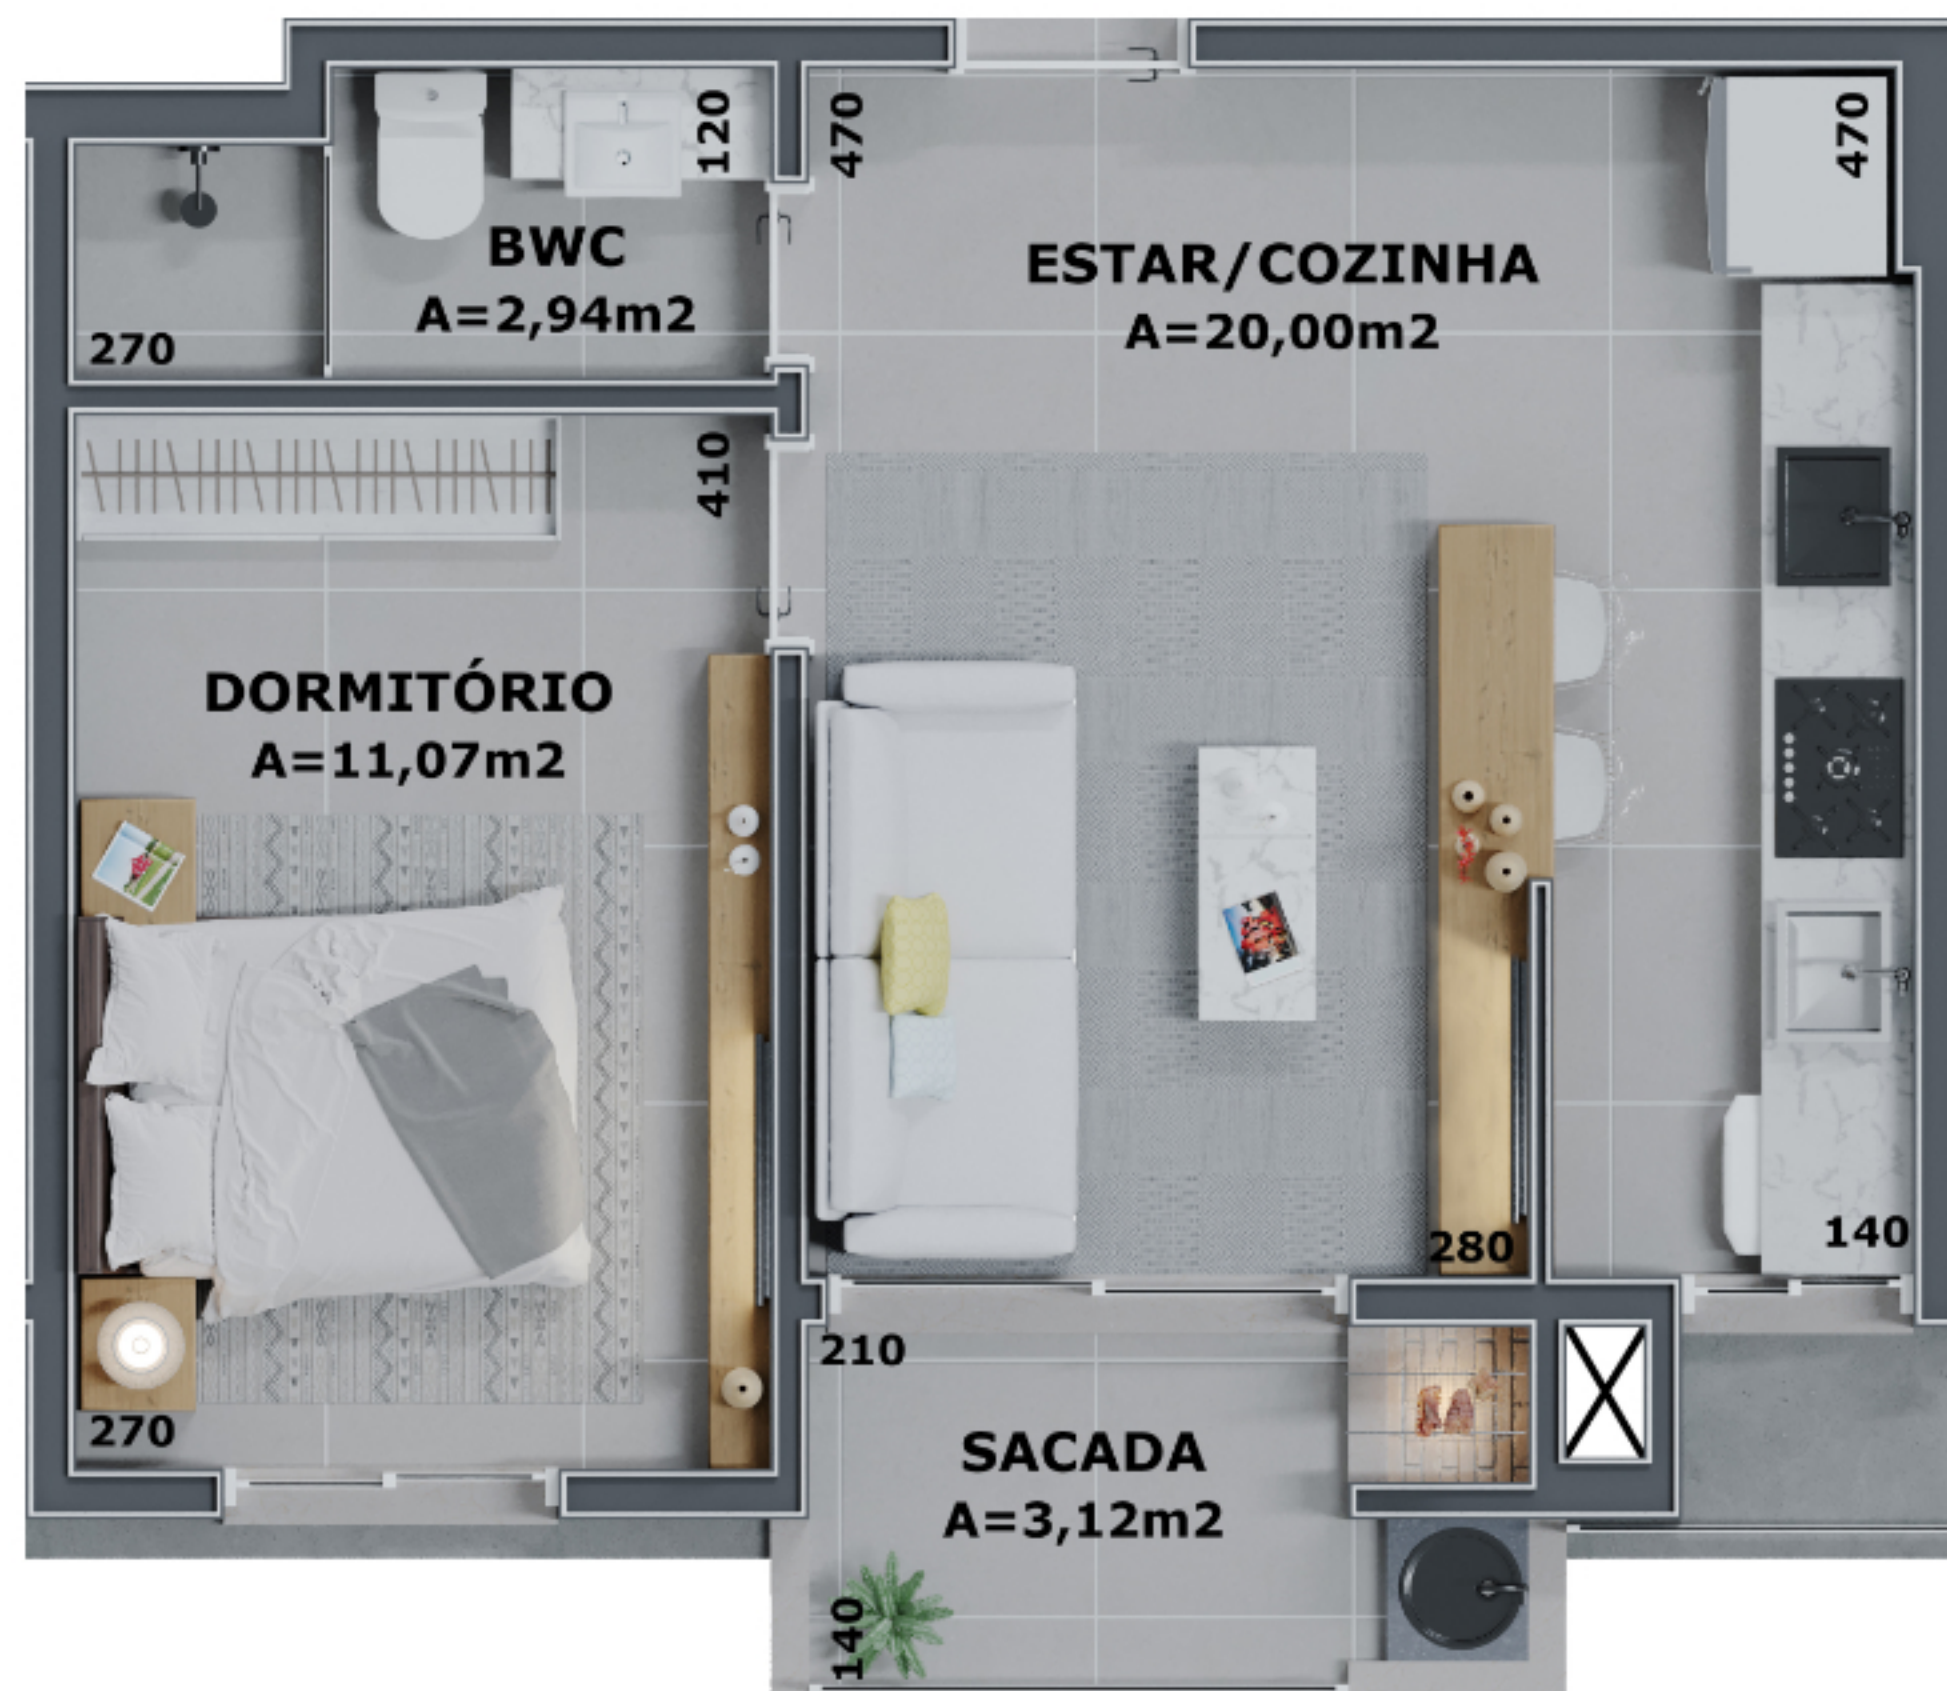 120
470
470
BWC
A=2,94m2
270
ESTAR/COZINHA
A=20,00m2
410
DORMITÓRIO
A=11,07m2
140
280
210
270
SACADA
A=3,12m2
140